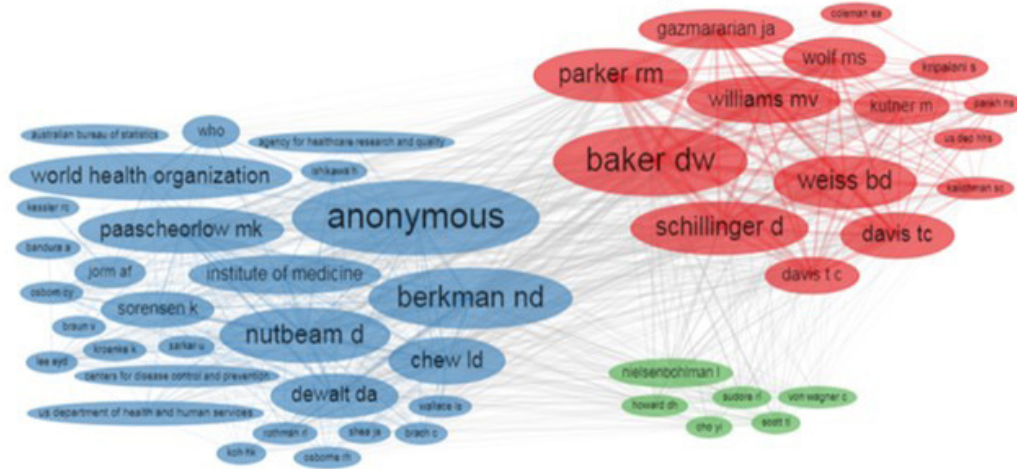 australian bureau of statistics
who
agency for healthcare research and quality
world health organization
ishikawa h
kessler rc
anonymous
paascheorlow mk
bandura a
jorm af
institute of medicine
osborn cy
sorensen k
berkman nd
braun v
nutbeam d
lee eyd
kroenke k
sarkar u
chew ld
centers for disease control and prevention
dewalt da
us department of health and human services
wallace ls
rothman rl
shea ja
brach c
koh hk
osborne rh
coleman ea
gazmararian ja
wolf ms
kripalani s
parker rm
williams mv
kutner m
parikh ns
us dep hhs
baker dw
weiss bd
kalichman sc
schillinger d
davis tc
davis t c
nielsenbohlman l
howard dh
sudore rl
von wagner c
cho yi
scott tl